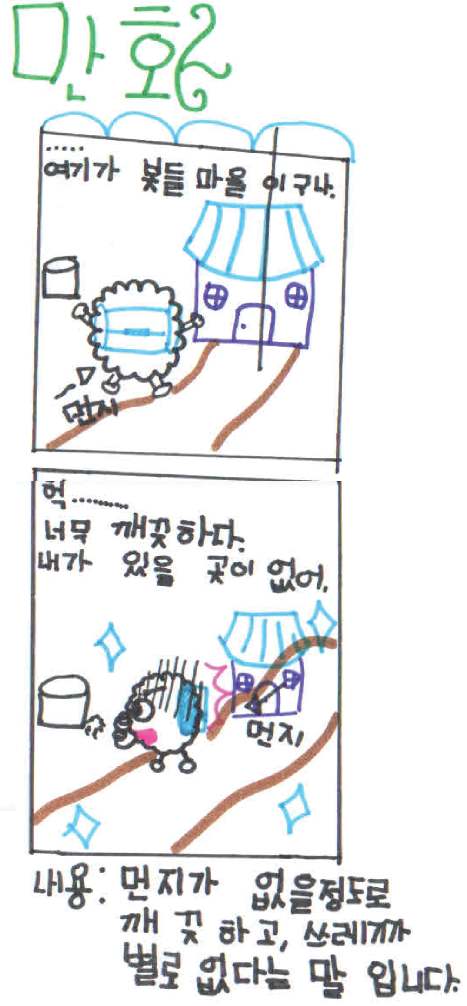 만화
......
여기가 봇들 마을 이구나.
먼지
헉..........
너무 깨끗하다.
내가 있을 곳이 없어.
먼지
내용: 먼지가 없을정도로
깨 끗 하고, 쓰레기가
별로 없다는 말 입니다.